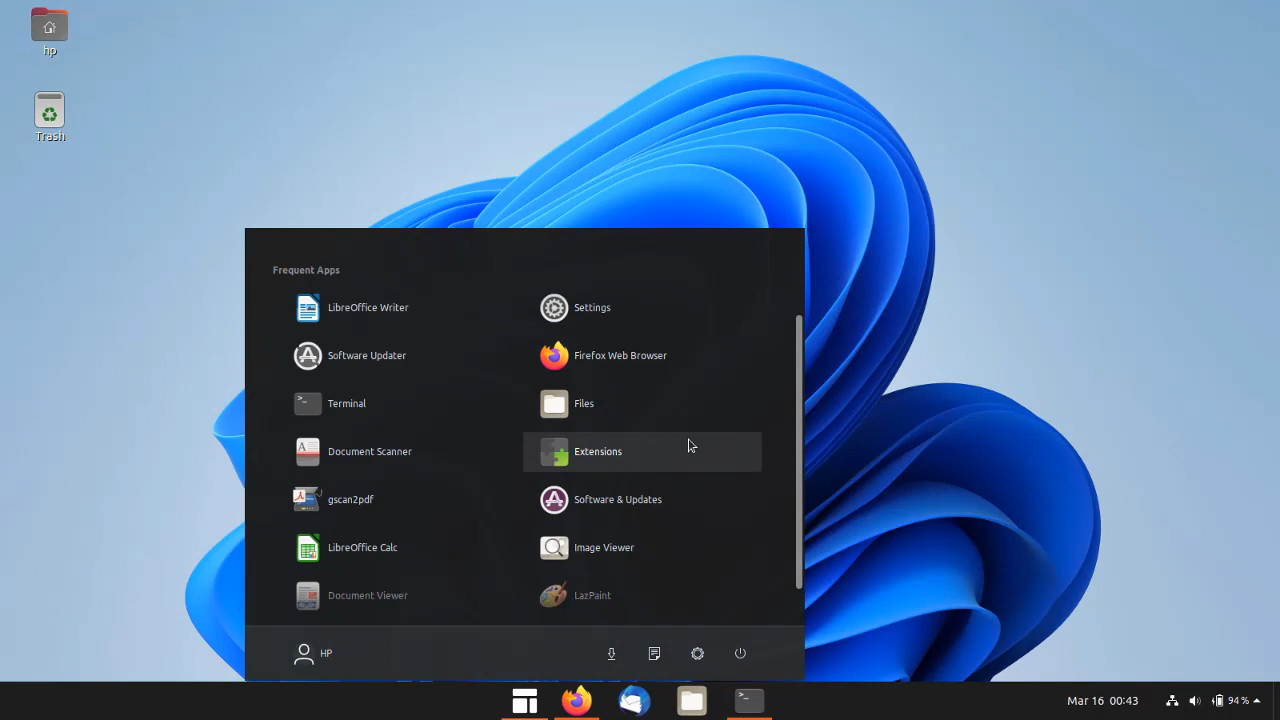 hp
Trash
Frequent Apps
LibreOffice Writer
Settings
Software Updater
Firefox Web Browser
Terminal
Files
Document Scanner
Extensions
gscan2pdf
Software & Updates
LibreOffice Calc
Image Viewer
Document Viewer
LazPaint
HP
Mar 16 00:43
94 %